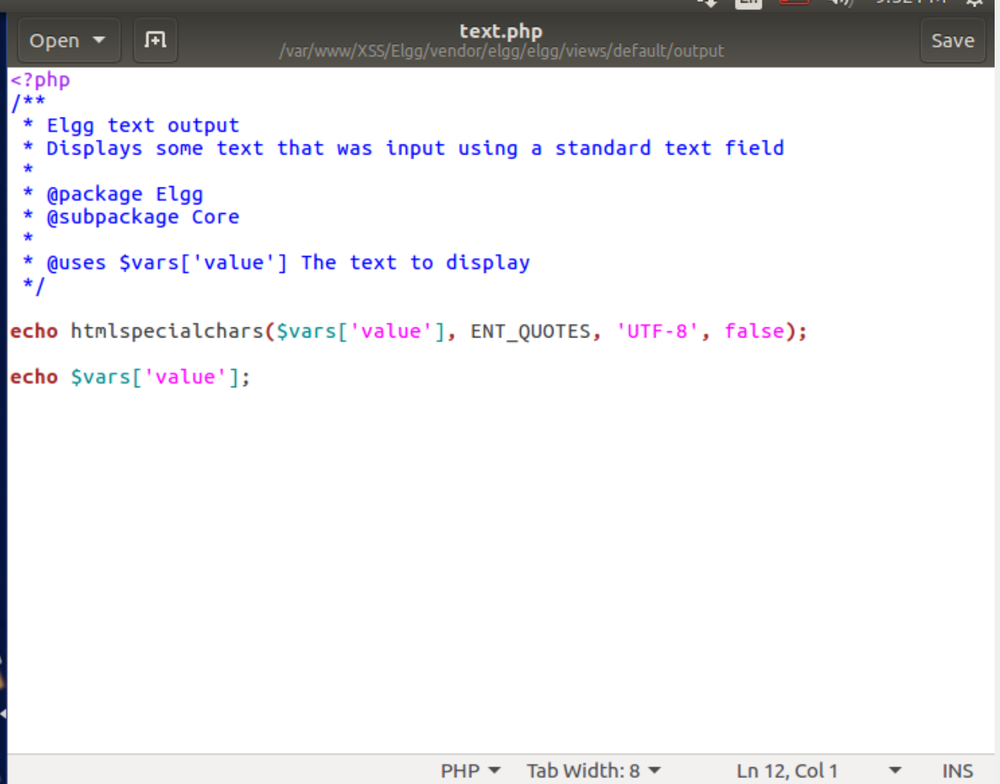 Open
text.php
/var/www/XSS/Elgg/vendor/elgg/elgg/views/default/output
Save
<?php
/**
 * Elgg text output
 * Displays some text that was input using a standard text field
 *
 * @package Elgg
 * @subpackage Core
 *
 * @uses $vars['value'] The text to display
 */
echo htmlspecialchars($vars['value'], ENT_QUOTES, 'UTF-8', false);
echo $vars['value'];
PHP Tab Width: 8 Ln 12, Col 1 INS